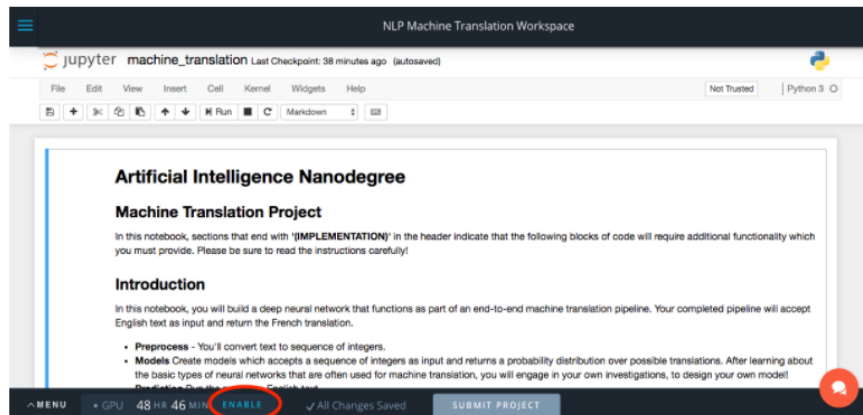 NLP Machine Translation Workspace
jupyter machine_translation Last Checkpoint: 38 minutes ago (autosaved)
File Edit View Insert Cell Kernel Widgets Help Not Trusted Python 3
Run Markdown
Artificial Intelligence Nanodegree
Machine Translation Project
In this notebook, sections that end with '(IMPLEMENTATION)' in the header indicate that the following blocks of code will require additional functionality which
you must provide. Please be sure to read the instructions carefully!
Introduction
In this notebook, you will build a deep neural network that functions as part of an end-to-end machine translation pipeline. Your completed pipeline will accept
English text as input and return the French translation.
• Preprocess - You'll convert text to sequence of integers.
• Models Create models which accepts a sequence of integers as input and returns a probability distribution over possible translations. After learning about
the basic types of neural networks that are often used for machine translation, you will engage in your own investigations, to design your own model!
MENU • GPU 48 HR 46 MIN ENABLE ✓ All Changes Saved SUBMIT PROJECT